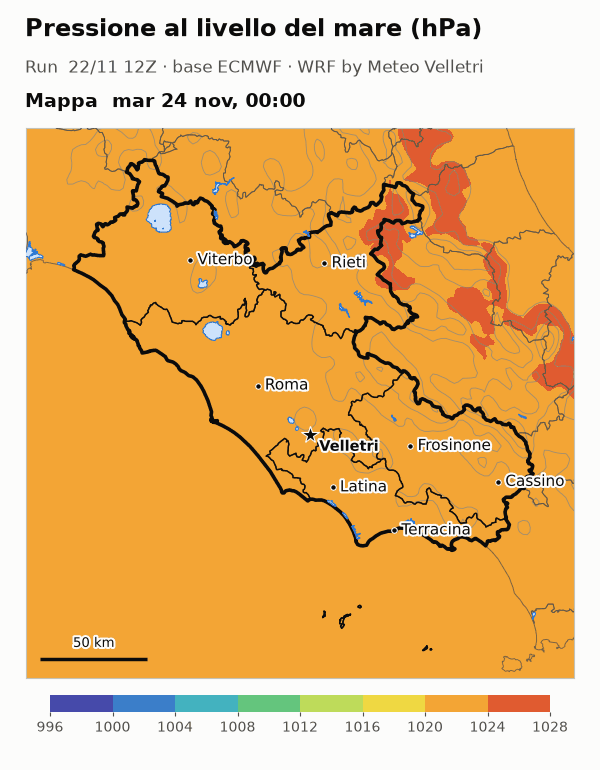 Pressione al livello del mare (hPa)
Run  22/11 12Z · base ECMWF · WRF by Meteo Velletri
Mappa  mar 24 nov, 00:00
Viterbo
Rieti
Roma
Velletri
Frosinone
Cassino
Latina
Terracina
50 km
996 1000 1004 1008 1012 1016 1020 1024 1028